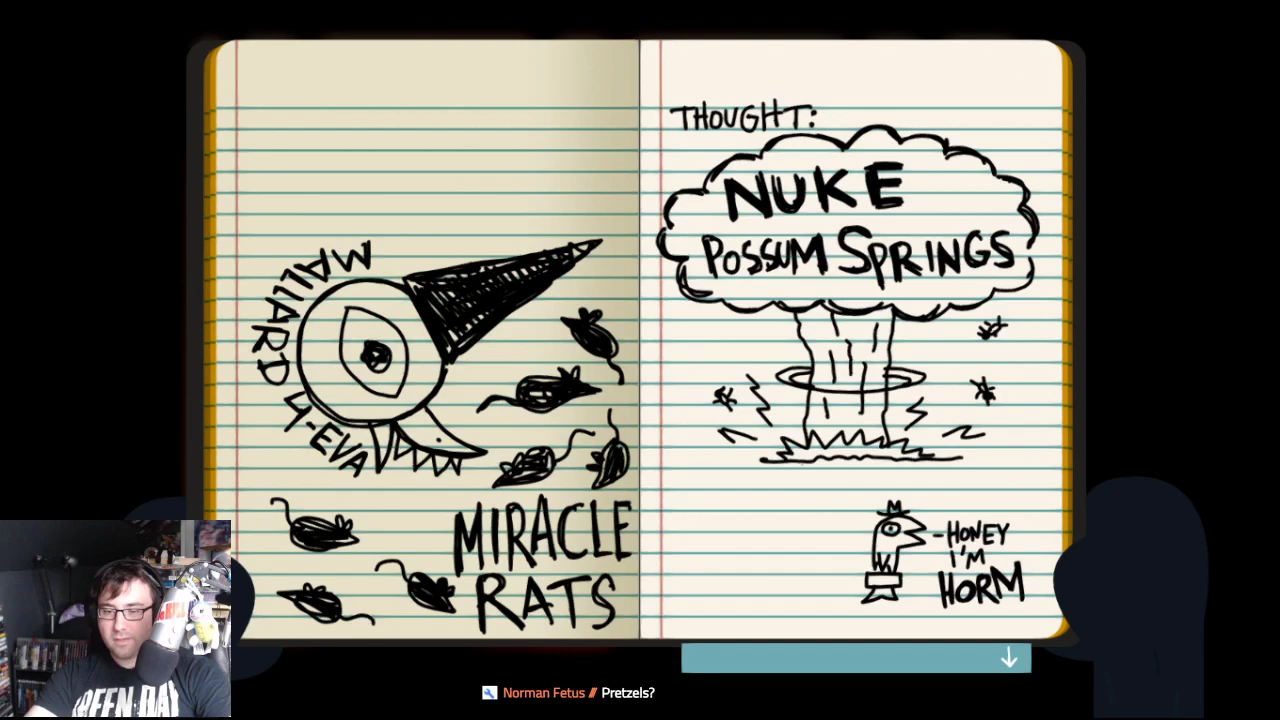 MALLARD 4-EVA
MIRACLE
RATS
THOUGHT:
NUKE
POSSUM SPRINGS
-HONEY
I'M
HORM
Norman Fetus // Pretzels?